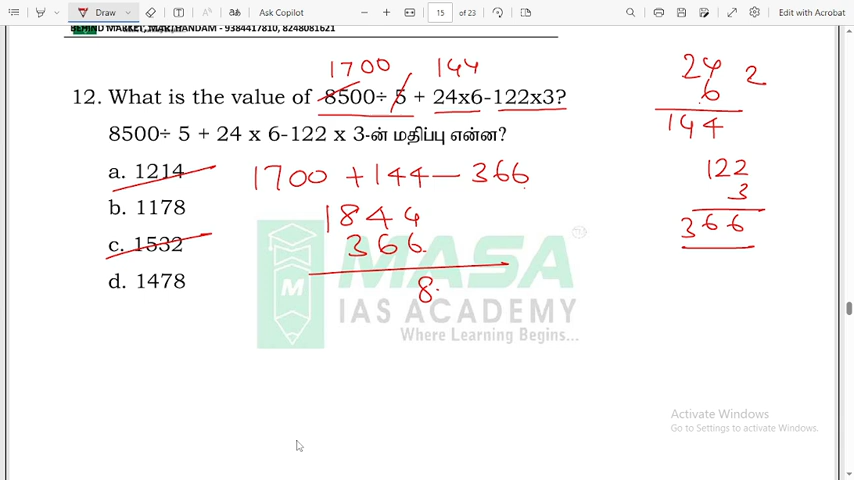 Draw
Ask Copilot
15 of 23
Edit with Acrobat
BEHIND MARKET, MARTHANDAM - 9384417810, 8248081621
1700 144
12. What is the value of 8500÷ 5 + 24x6-122x3?
8500÷ 5 + 24 x 6-122 x 3-ன் மதிப்பு என்ன?
a. 1214
b. 1178
c. 1532
d. 1478
1700 +144 - 366
1844
366
8
24 2
6
144
122
3
366
MASA
IAS ACADEMY
Where Learning Begins...
Activate Windows
Go to Settings to activate Windows.